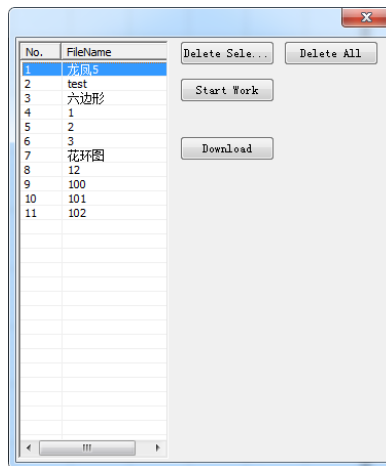 No. FileName
1 龙凤5
2 test
3 六边形
4 1
5 2
6 3
7 花环图
8 12
9 100
10 101
11 102
Delete Sele... Delete All
Start Work
Download